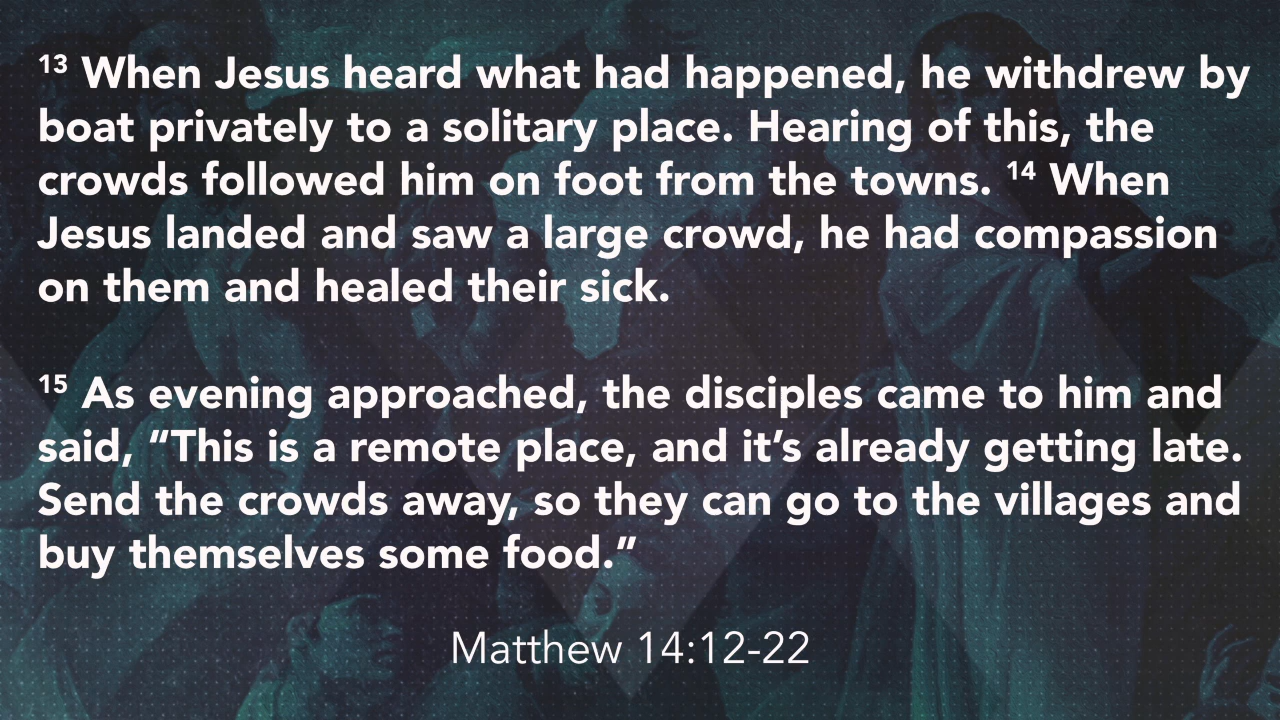 13 When Jesus heard what had happened, he withdrew by
boat privately to a solitary place. Hearing of this, the
crowds followed him on foot from the towns. 14 When
Jesus landed and saw a large crowd, he had compassion
on them and healed their sick.
15 As evening approached, the disciples came to him and
said, “This is a remote place, and it’s already getting late.
Send the crowds away, so they can go to the villages and
buy themselves some food.”
Matthew 14:12-22